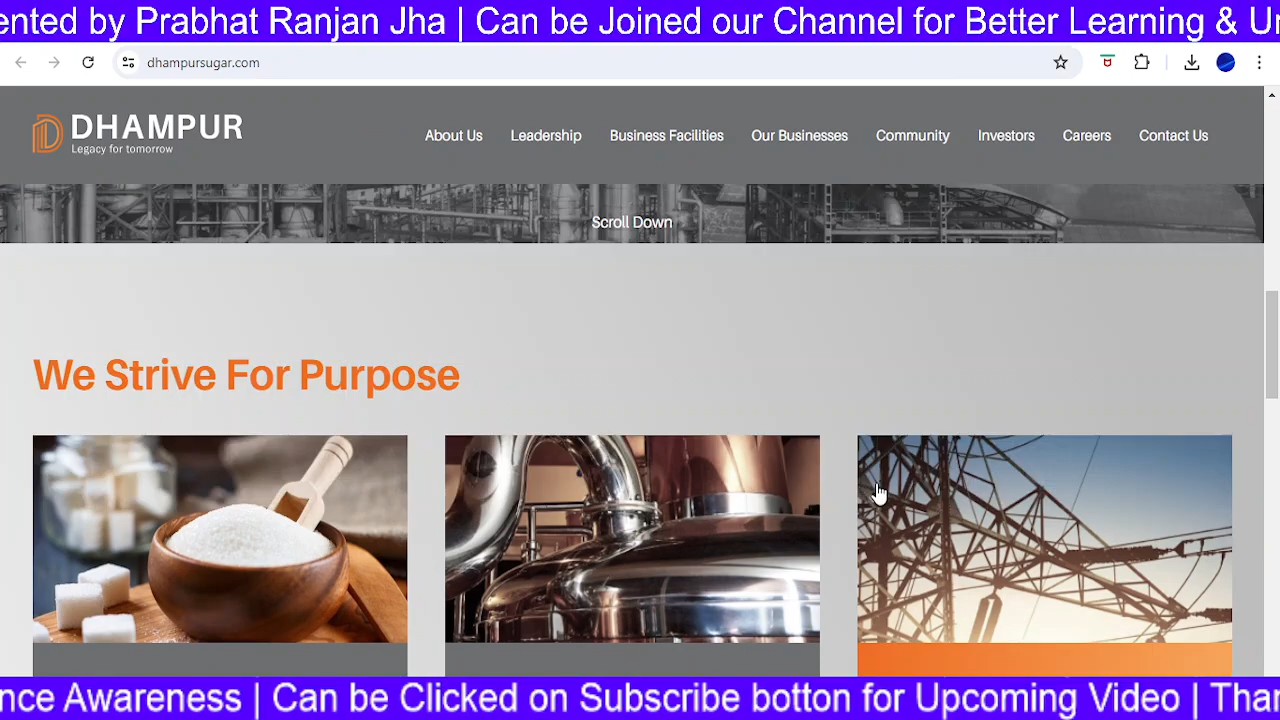 ented by Prabhat Ranjan Jha | Can be Joined our Channel for Better Learning & Un
dhampursugar.com
DHAMPUR
Legacy for tomorrow
About Us Leadership Business Facilities Our Businesses Community Investors Careers Contact Us
Scroll Down
We Strive For Purpose
nce Awareness | Can be Clicked on Subscribe botton for Upcoming Video | Than